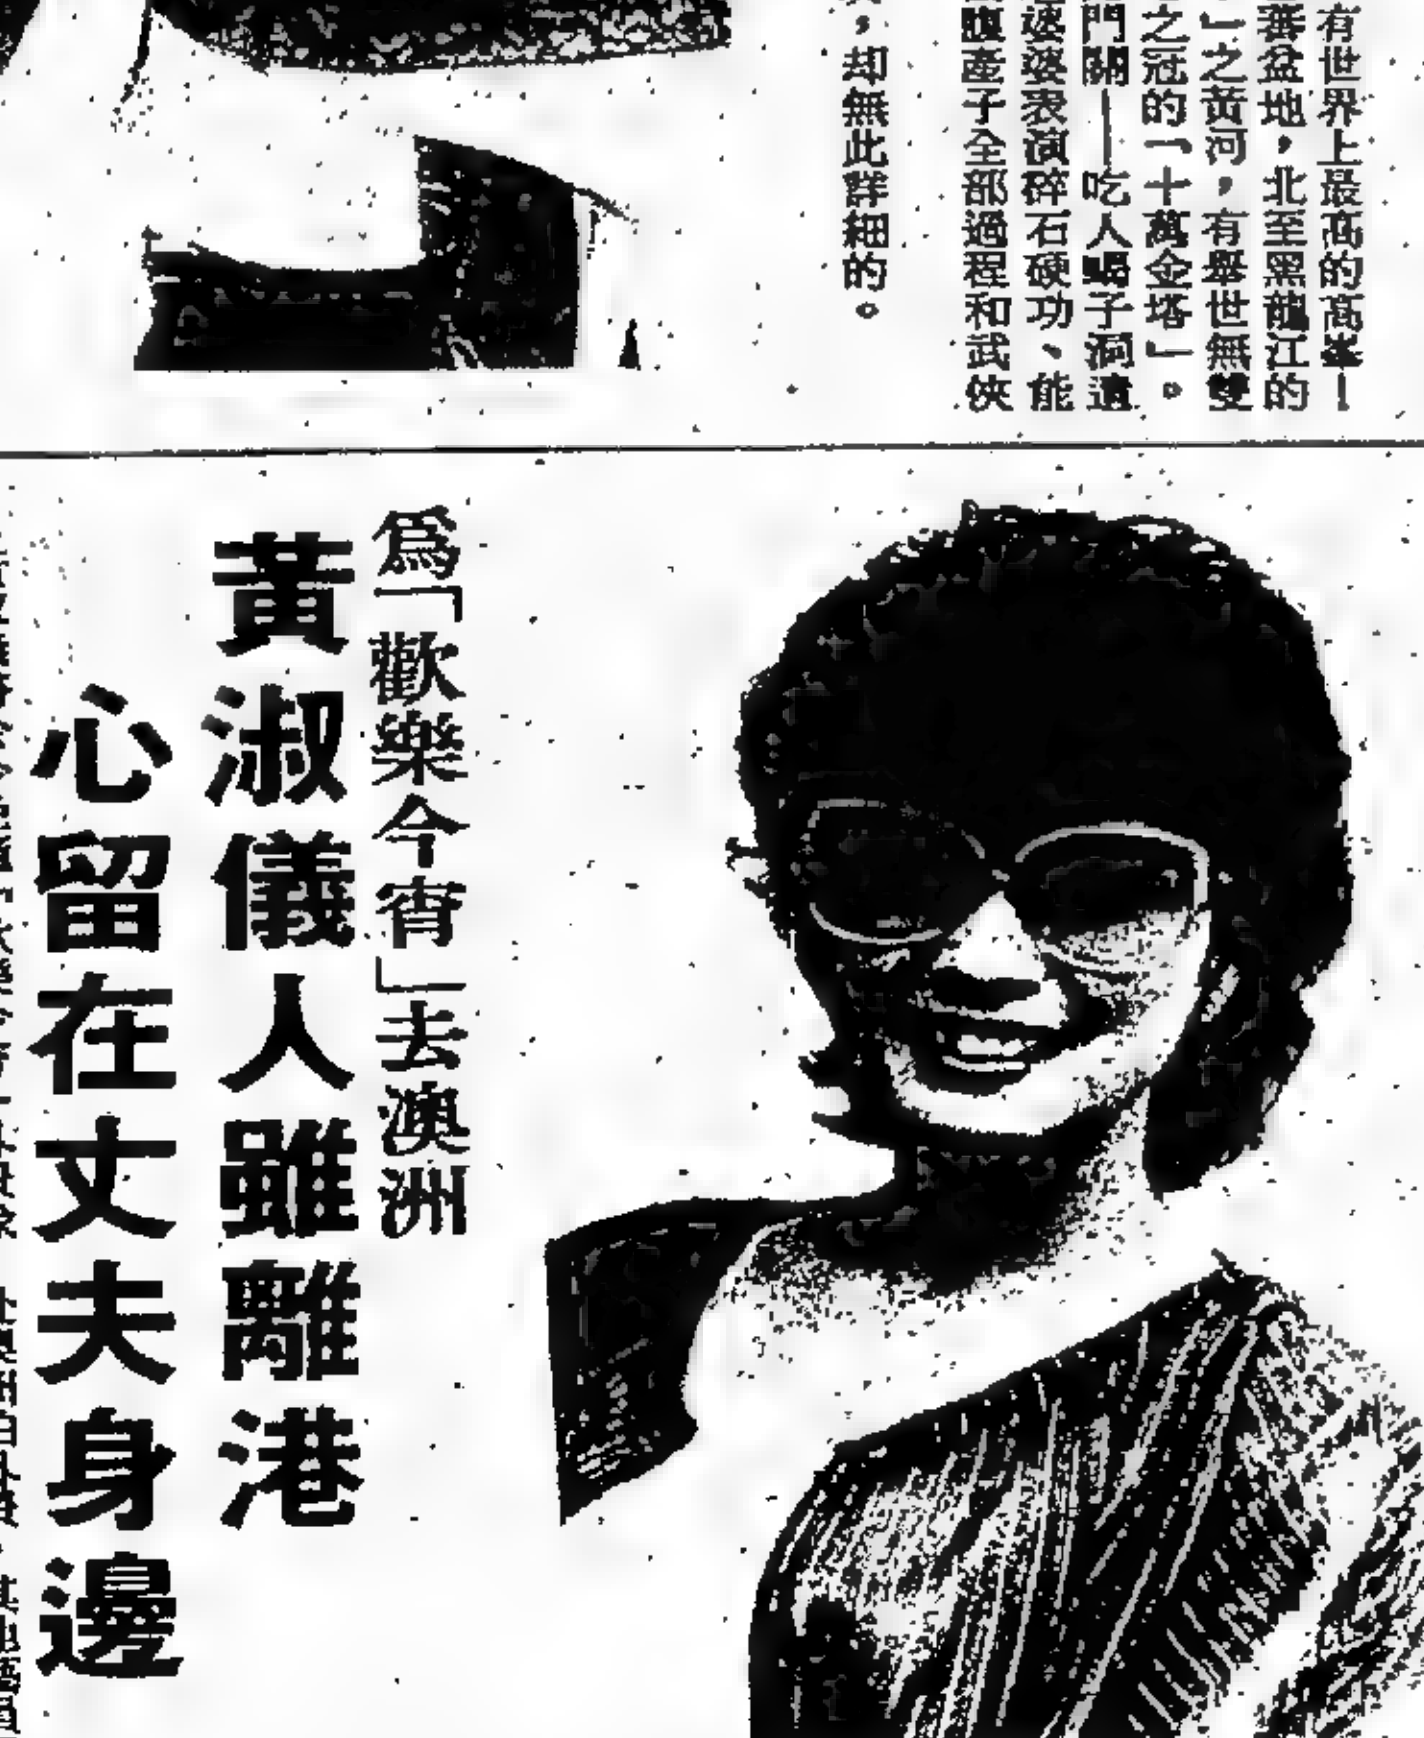 有世界上最高的高峯—
蕃盆地，北至黑龍江的
」之黃河，有舉世無雙
之冠的「十萬金塔」。
門關——吃人蝎子洞遺
婆婆表演碎石硬功、能
腹產子全部過程和武俠
，却無此詳細的。
爲「歡樂今宵」去澳洲
黃淑儀人雖離港
心留在丈夫身邊